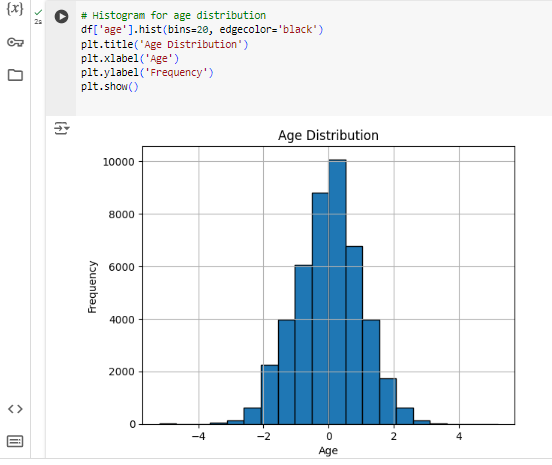 {x}
2s
# Histogram for age distribution
df['age'].hist(bins=20, edgecolor='black')
plt.title('Age Distribution')
plt.xlabel('Age')
plt.ylabel('Frequency')
plt.show()
Age Distribution
10000
8000
6000
4000
2000
0
Frequency
−4 −2 0 2 4
Age